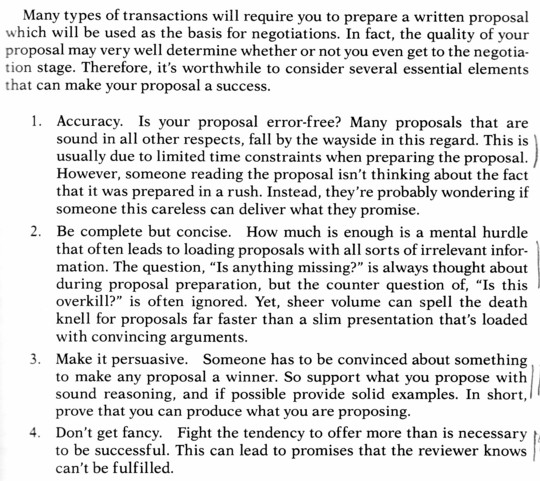 Many types of transactions will require you to prepare a written proposal
which will be used as the basis for negotiations. In fact, the quality of your
proposal may very well determine whether or not you even get to the negotia-
tion stage. Therefore, it's worthwhile to consider several essential elements
that can make your proposal a success.
1. Accuracy. Is your proposal error-free? Many proposals that are
sound in all other respects, fall by the wayside in this regard. This is
usually due to limited time constraints when preparing the proposal.
However, someone reading the proposal isn't thinking about the fact
that it was prepared in a rush. Instead, they're probably wondering if
someone this careless can deliver what they promise.
2. Be complete but concise. How much is enough is a mental hurdle
that often leads to loading proposals with all sorts of irrelevant infor-
mation. The question, "Is anything missing?" is always thought about
during proposal preparation, but the counter question of, "Is this
overkill?" is often ignored. Yet, sheer volume can spell the death
knell for proposals far faster than a slim presentation that's loaded
with convincing arguments.
3. Make it persuasive. Someone has to be convinced about something
to make any proposal a winner. So support what you propose with
sound reasoning, and if possible provide solid examples. In short,
prove that you can produce what you are proposing.
4. Don't get fancy. Fight the tendency to offer more than is necessary
to be successful. This can lead to promises that the reviewer knows
can't be fulfilled.